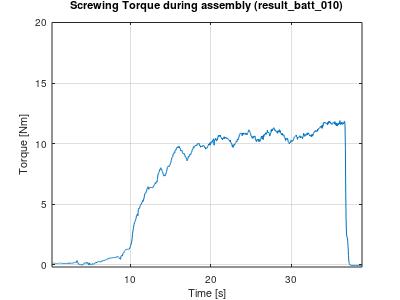 Screwing Torque during assembly (result_batt_010)
20
15
10
5
0
Torque [Nm]
10 20 30
Time [s]